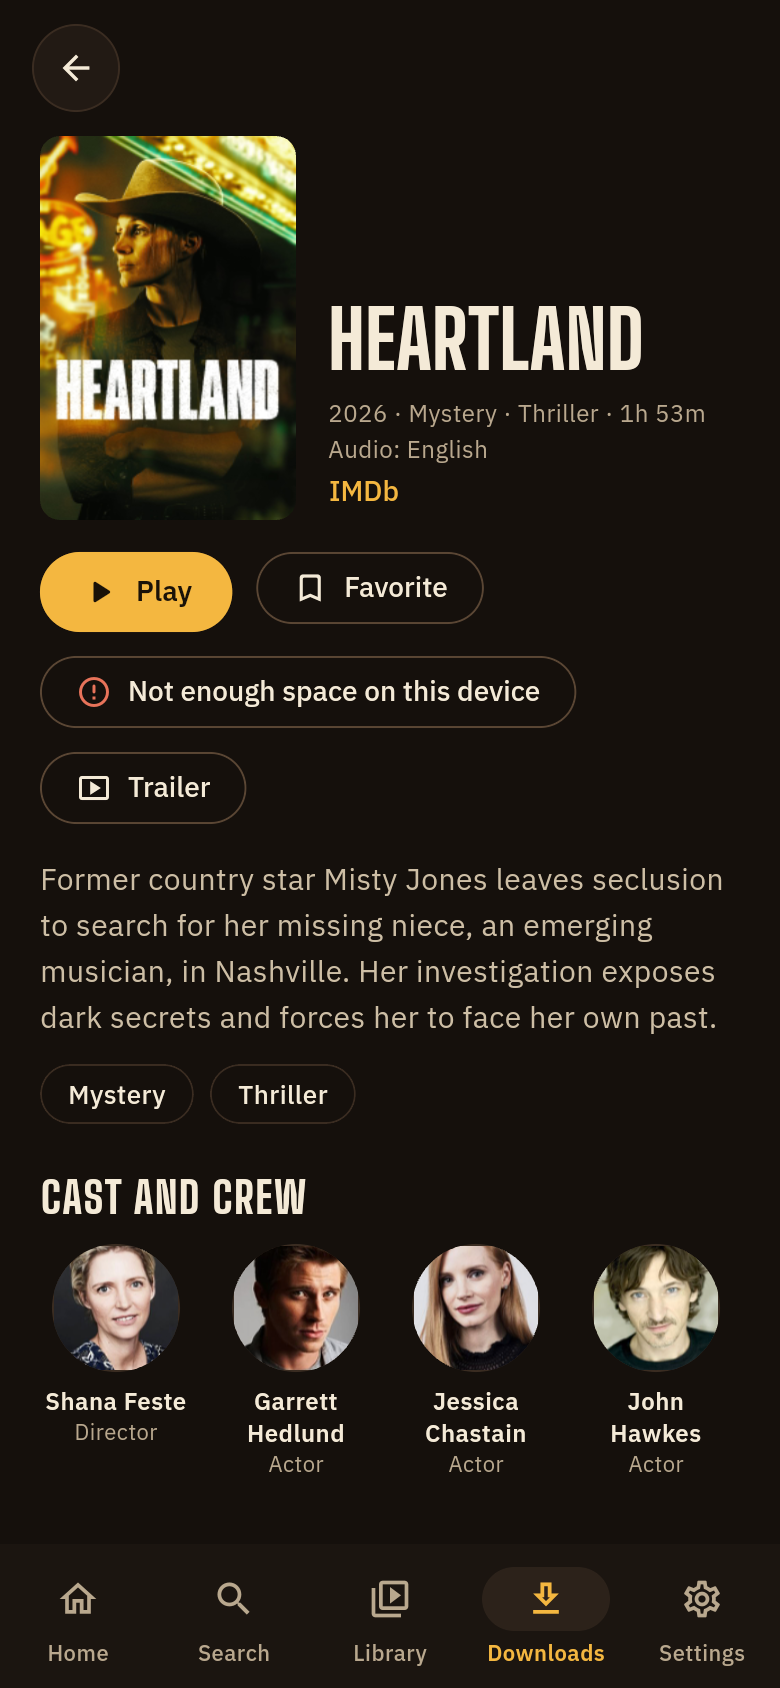 HEARTLAND
HEARTLAND
2026 · Mystery · Thriller · 1h 53m
Audio: English
IMDb
Play
Favorite
Not enough space on this device
Trailer
Former country star Misty Jones leaves seclusion
to search for her missing niece, an emerging
musician, in Nashville. Her investigation exposes
dark secrets and forces her to face her own past.
Mystery
Thriller
CAST AND CREW
Shana Feste
Director
Garrett
Hedlund
Actor
Jessica
Chastain
Actor
John
Hawkes
Actor
Home
Search
Library
Downloads
Settings